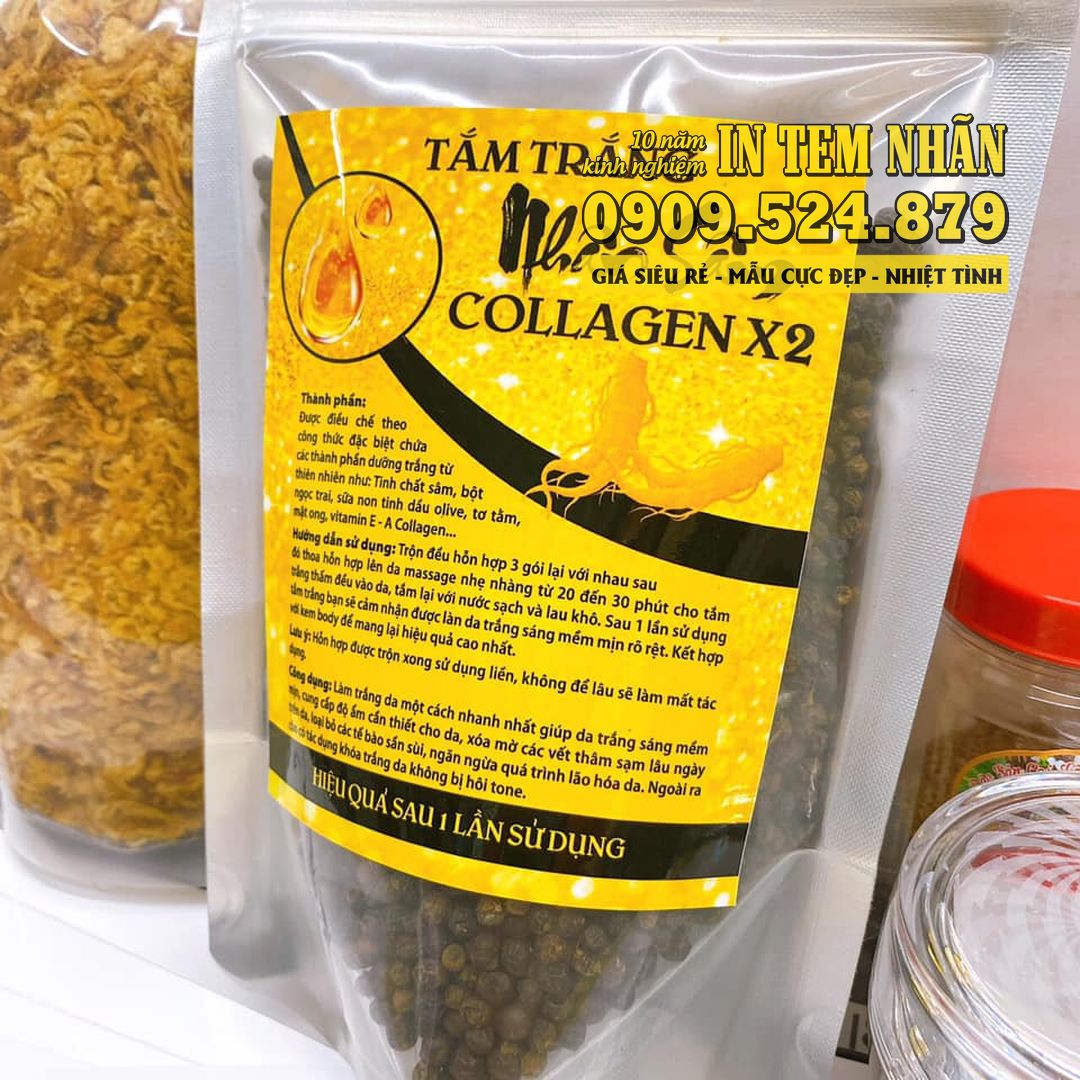 10 năm
kinh nghiệm
IN TEM NHÃN
0909.524.879
GIÁ SIÊU RẺ - MẪU CỰC ĐẸP - NHIỆT TÌNH
TẮM TRẮNG
COLLAGEN X2
Thành phần:
Được điều chế theo
công thức đặc biệt chứa
các thành phần dưỡng trắng từ
thiên nhiên như: Tinh chất sâm, bột
ngọc trai, sữa non tinh dầu olive, tơ tằm,
mật ong, vitamin E - A Collagen...
Hướng dẫn sử dụng: Trộn đều hỗn hợp 3 gói lại với nhau sau
đó thoa hỗn hợp lên da massage nhẹ nhàng từ 20 đến 30 phút cho tắm
trắng thấm đều vào da, tắm lại với nước sạch và lau khô. Sau 1 lần sử dụng
tắm trắng bạn sẽ cảm nhận được làn da trắng sáng mềm mịn rõ rệt. Kết hợp
với kem body để mang lại hiệu quả cao nhất.
Lưu ý: Hỗn hợp được trộn xong sử dụng liền, không để lâu sẽ làm mất tác
dụng.
Công dụng: Làm trắng da một cách nhanh nhất giúp da trắng sáng mềm
mịn, cung cấp độ ẩm cần thiết cho da, xóa mờ các vết thâm sạm lâu ngày
trên da, loại bỏ các tế bào sần sùi, ngăn ngừa quá trình lão hóa da. Ngoài ra
còn có tác dụng khóa trắng da không bị hôi tone.
HIỆU QUẢ SAU 1 LẦN SỬ DỤNG